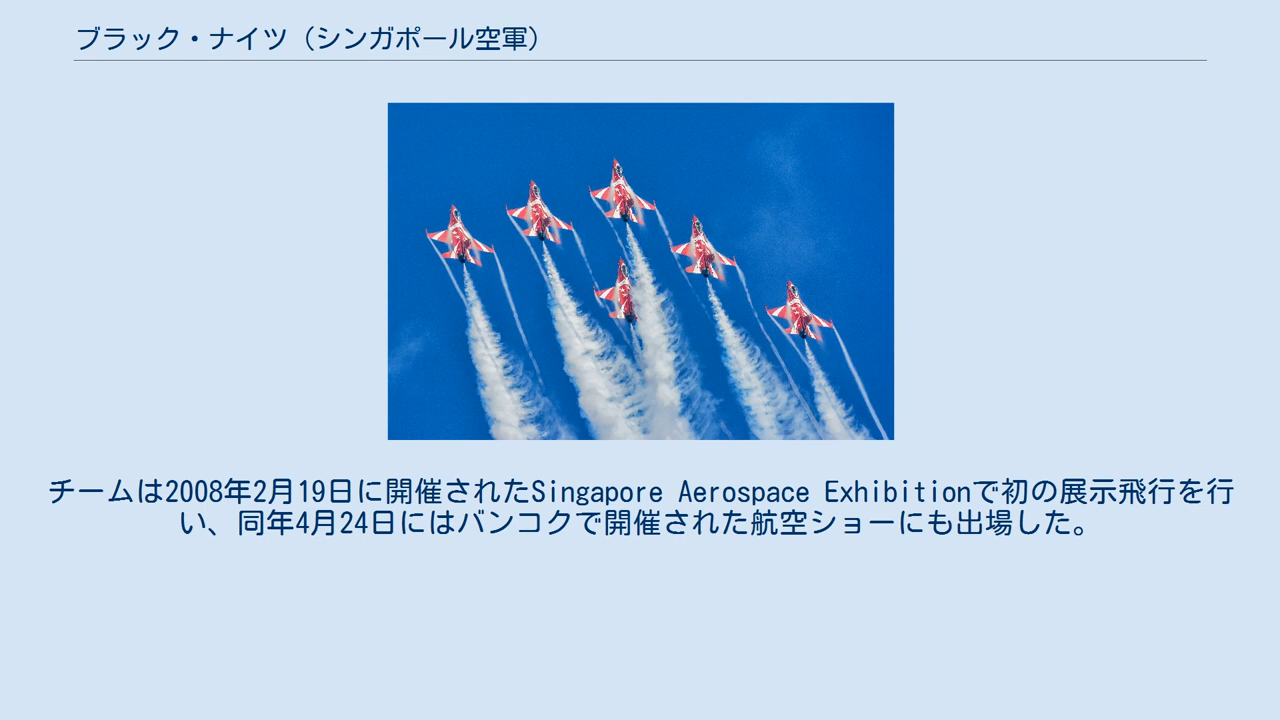 ブラック・ナイツ（シンガポール空軍）
チームは2008年2月19日に開催されたSingapore Aerospace Exhibitionで初の展示飛行を行
い、同年4月24日にはバンコクで開催された航空ショーにも出場した。